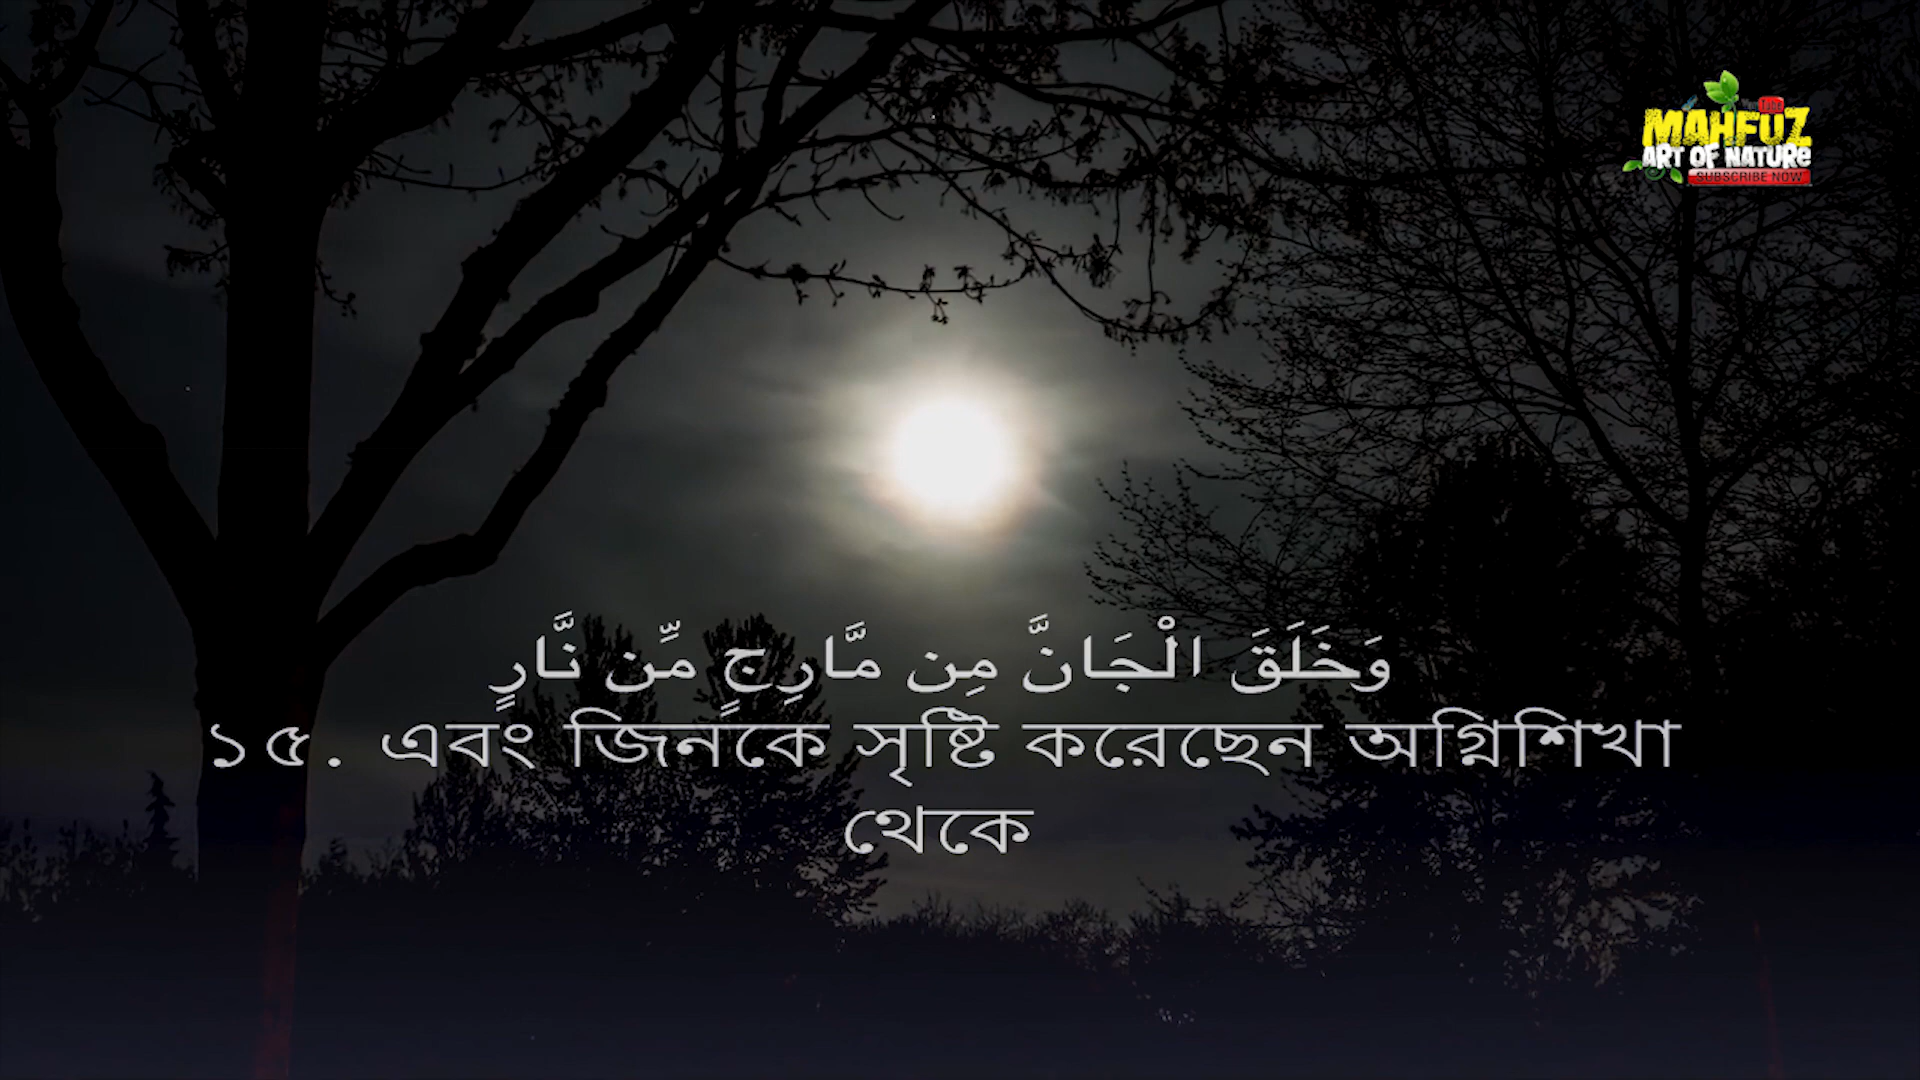 MAHFUZ
ART OF NATURE
SUBSCRIBE NOW
وَخَلَقَ الْجَانَّ مِن مَّارِجٍ مِّن نَّارٍ
১৫. এবং জিনকে সৃষ্টি করেছেন অগ্নিশিখা
থেকে